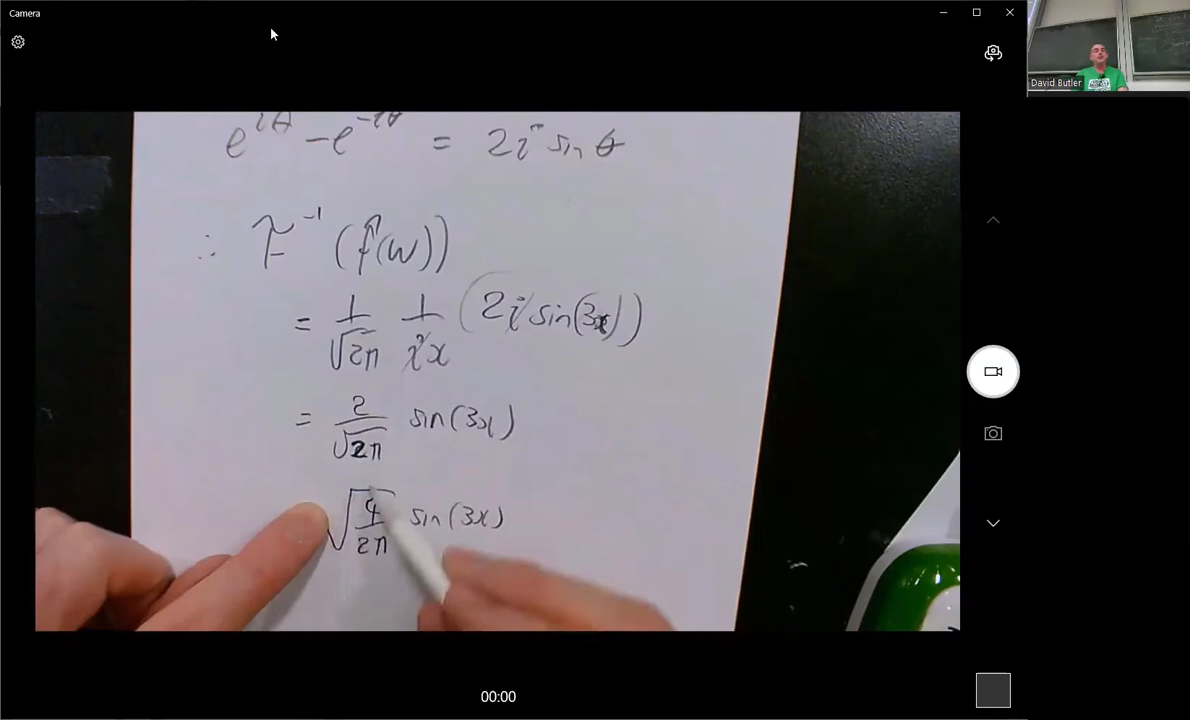 Camera
David Butler
e^{iθ} - e^{-iθ} = 2i sin θ
∴ F^{-1} (f̂(w))
= 1/√2π 1/ix (2i sin(3x))
= 2/√2π sin(3x)
√4/2π sin(3x)
00:00